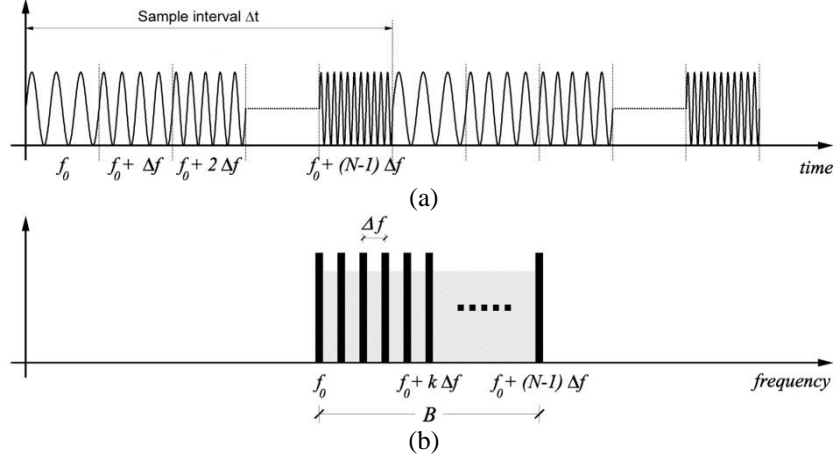 Sample interval Δt
f₀ f₀ + Δf f₀ + 2 Δf f₀ + (N-1) Δf time
(a)
Δf
f₀ f₀ + k Δf f₀ + (N-1) Δf frequency
B
(b)